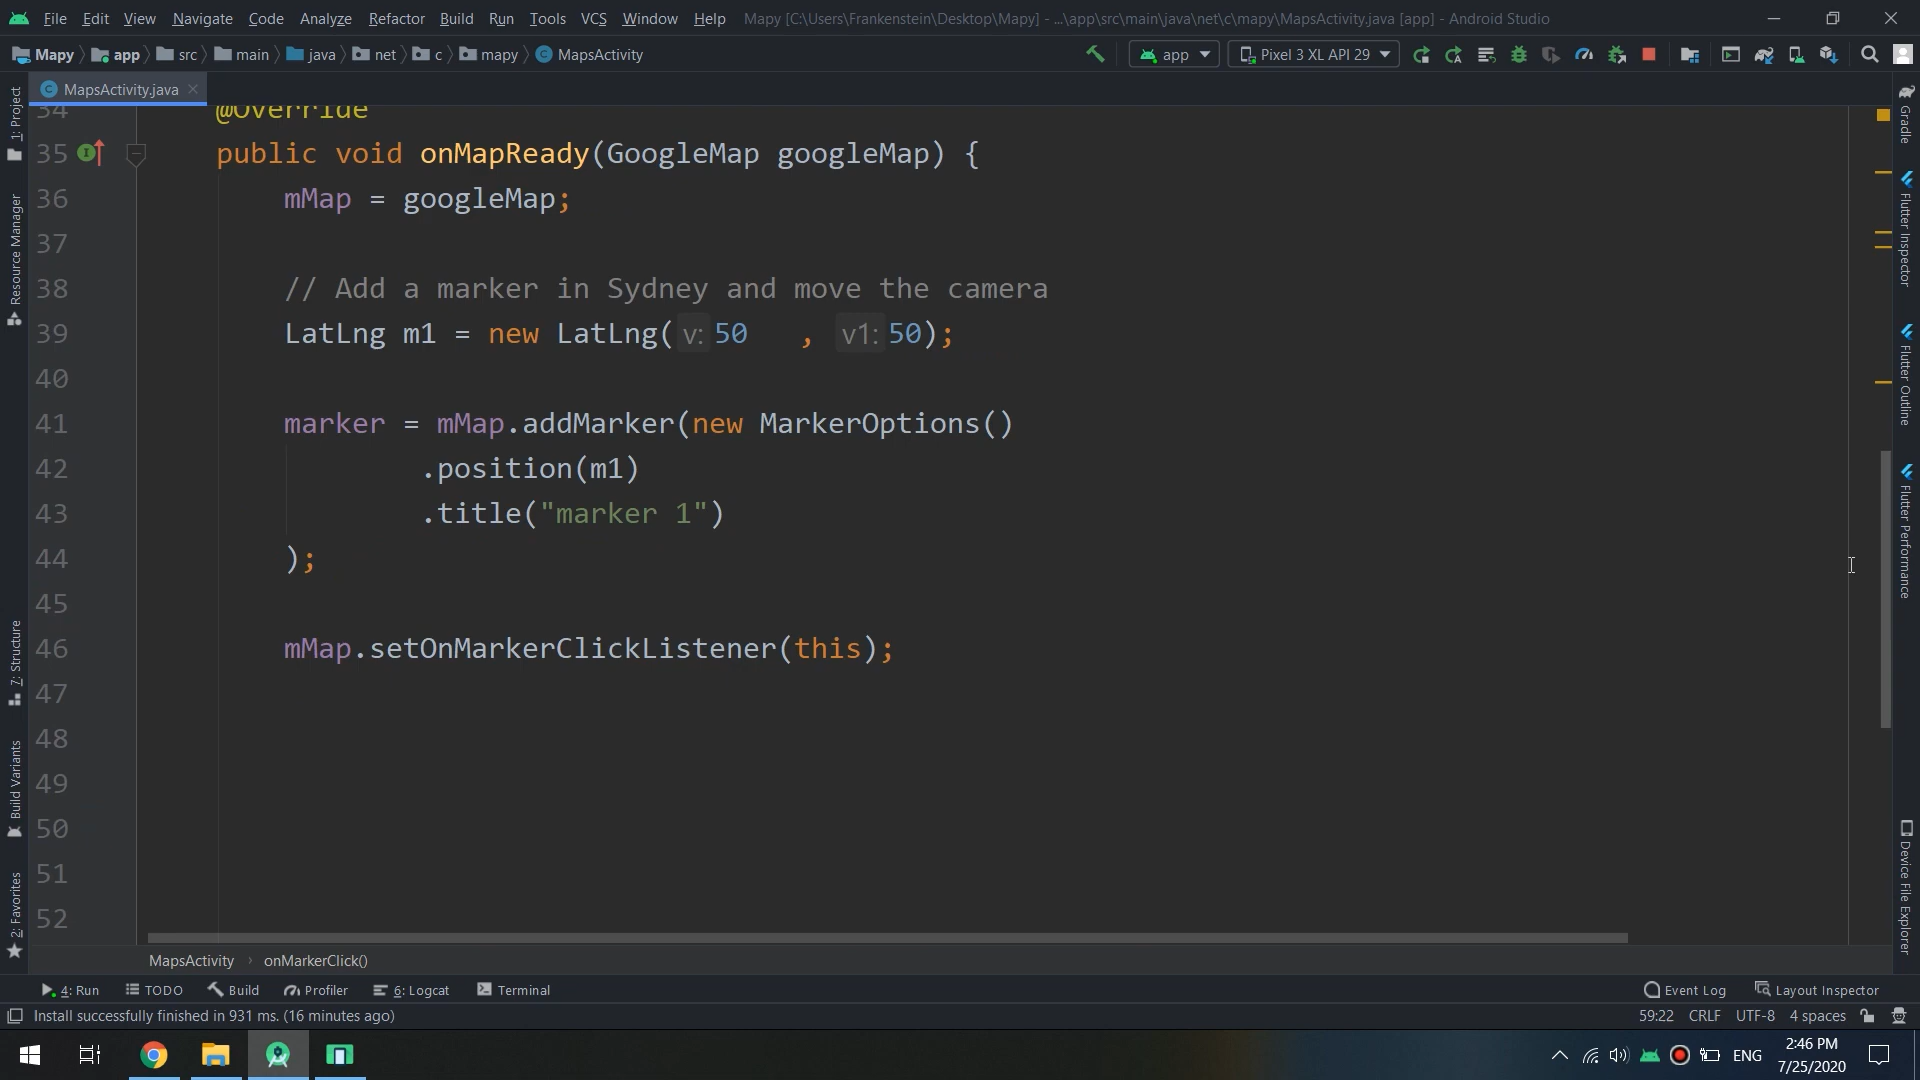 File Edit View Navigate Code Analyze Refactor Build Run Tools VCS Window Help Mapy [C:\Users\Frankenstein\Desktop\Mapy] - ...\app\src\main\java\net\c\mapy\MapsActivity.java [app] - Android Studio
Mapy app src main java net c mapy MapsActivity app Pixel 3 XL API 29
MapsActivity.java
1: Project
Resource Manager
7: Structure
Build Variants
2: Favorites
34 @Override
35 public void onMapReady(GoogleMap googleMap) {
36 mMap = googleMap;
37
38 // Add a marker in Sydney and move the camera
39 LatLng m1 = new LatLng( v: 50 , v1: 50);
40
41 marker = mMap.addMarker(new MarkerOptions()
42 .position(m1)
43 .title("marker 1")
44 );
45
46 mMap.setOnMarkerClickListener(this);
47
48
49
50
51
52
Gradle
Flutter Inspector
Flutter Outline
Flutter Performance
Device File Explorer
MapsActivity › onMarkerClick()
4: Run TODO Build Profiler 6: Logcat Terminal Event Log Layout Inspector
Install successfully finished in 931 ms. (16 minutes ago) 59:22 CRLF UTF-8 4 spaces
ENG 2:46 PM
7/25/2020